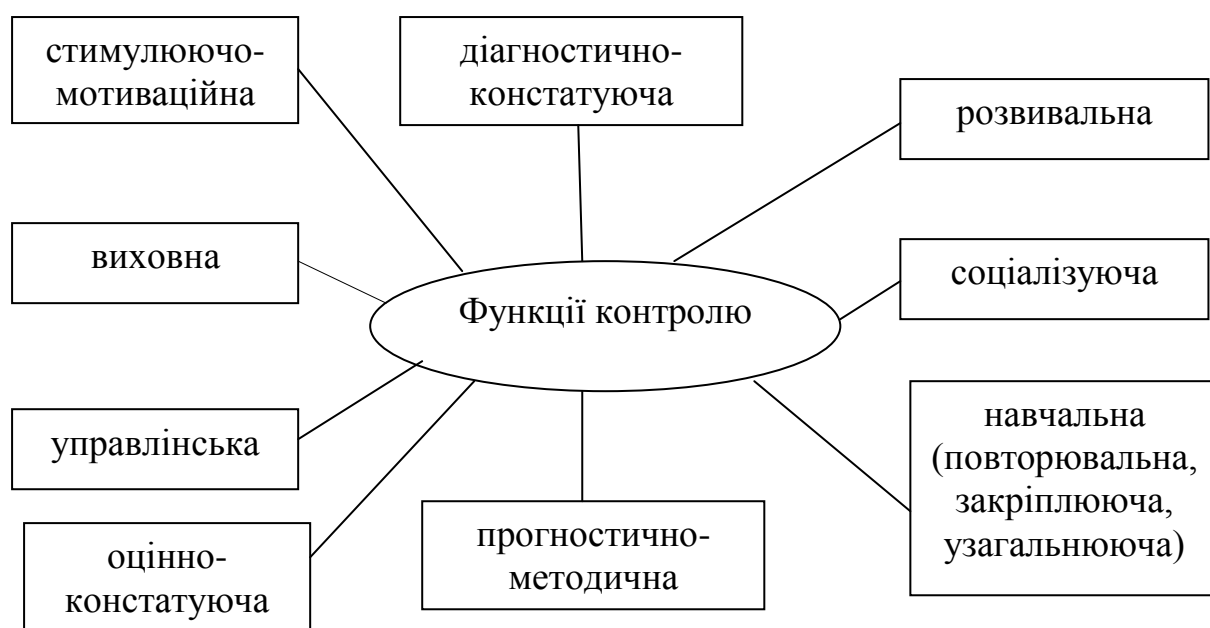 стимулюючо-
мотиваційна
діагностично-
констатуюча
розвивальна
виховна
соціалізуюча
Функції контролю
управлінська
навчальна
(повторювальна,
закріплююча,
узагальнююча)
оцінно-
констатуюча
прогностично-
методична